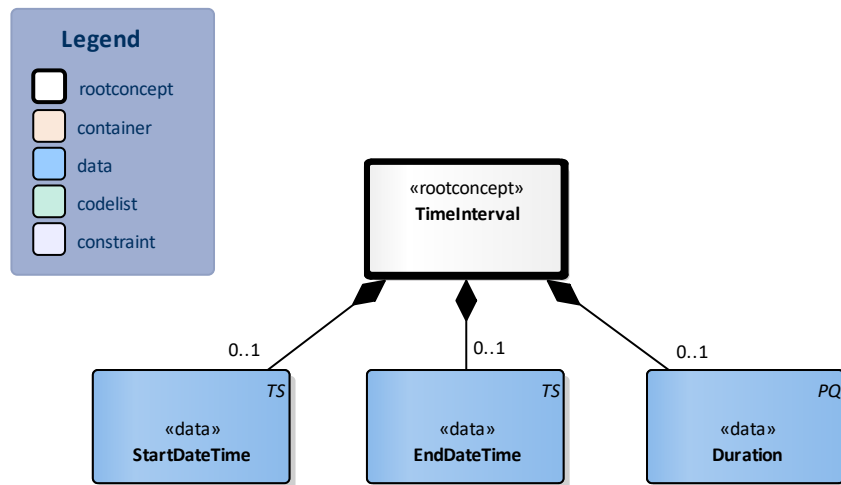 Legend
rootconcept
container
data
codelist
constraint
«rootconcept»
TimeInterval
0..1
0..1
0..1
TS
«data»
StartDateTime
TS
«data»
EndDateTime
PQ
«data»
Duration